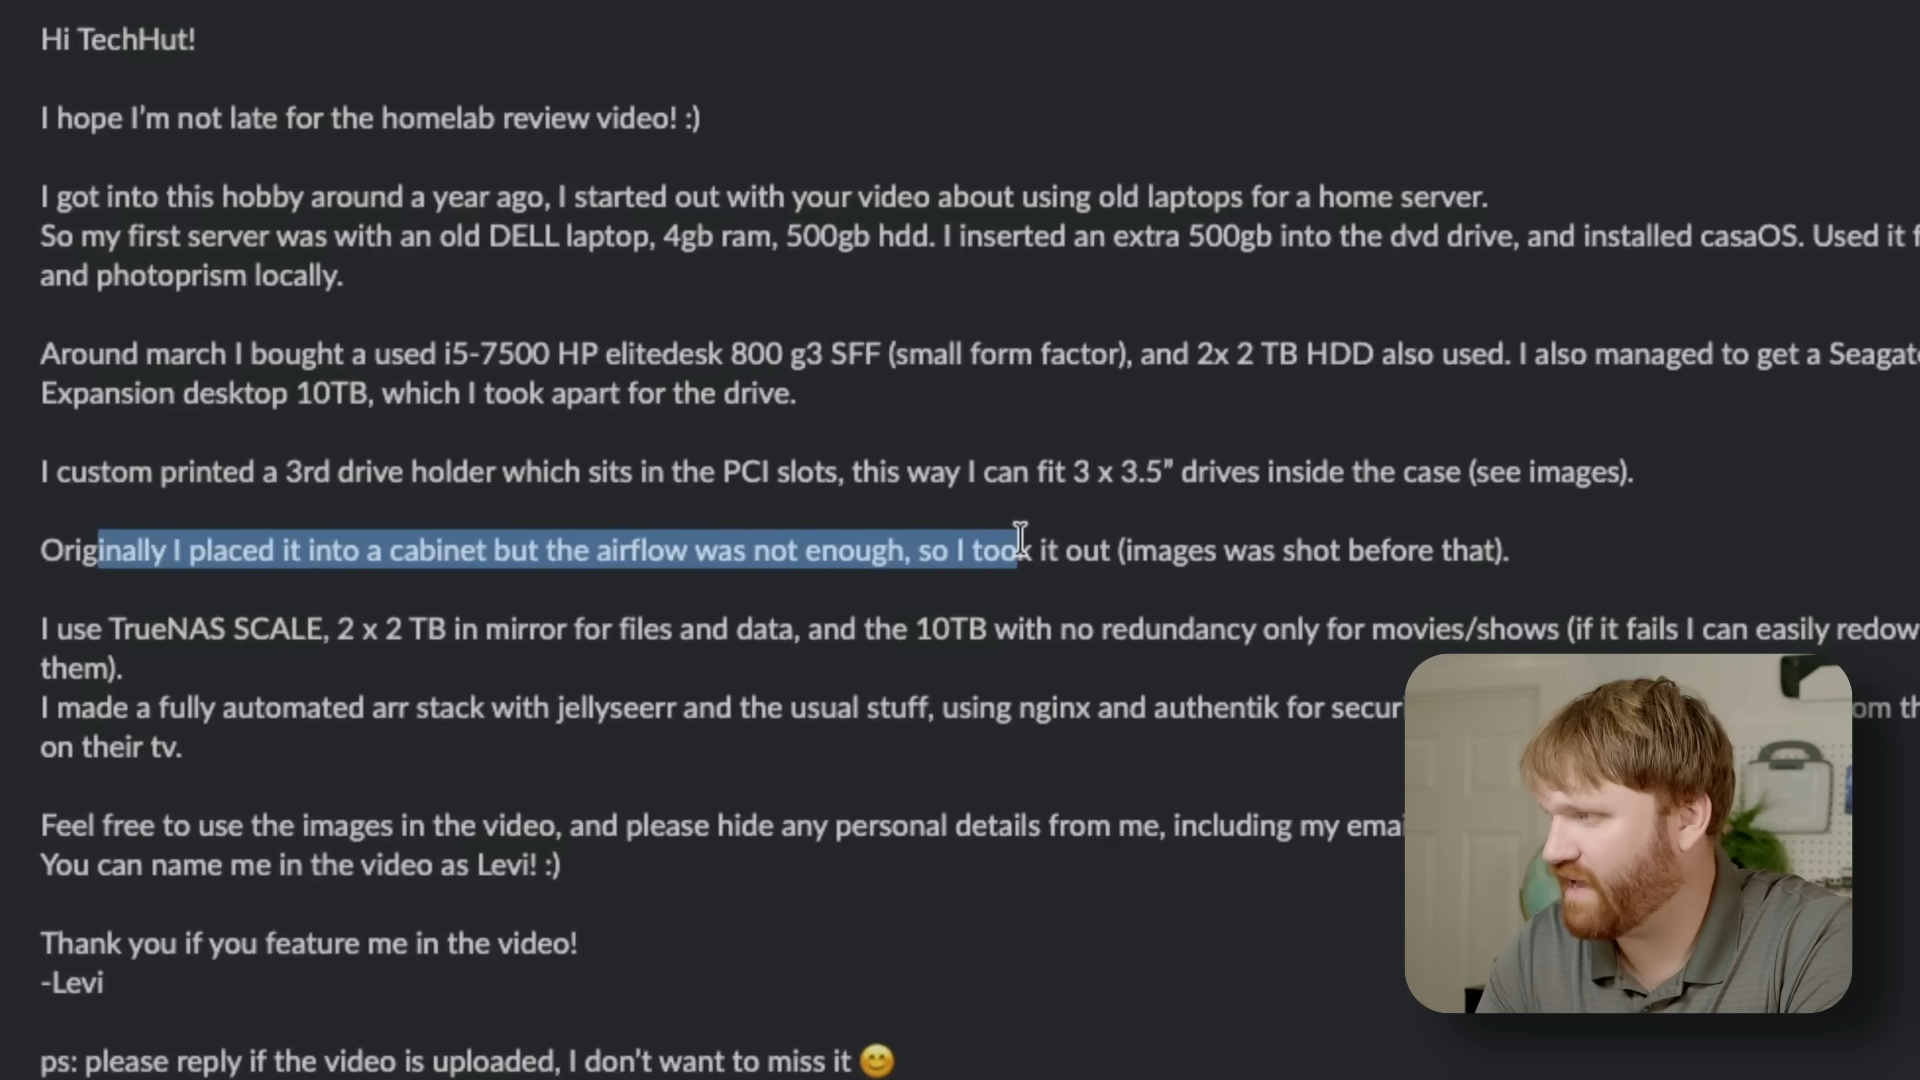 Hi TechHut!
I hope I'm not late for the homelab review video! :)
I got into this hobby around a year ago, I started out with your video about using old laptops for a home server.
So my first server was with an old DELL laptop, 4gb ram, 500gb hdd. I inserted an extra 500gb into the dvd drive, and installed casaOS. Used it
and photoprism locally.
Around march I bought a used i5-7500 HP elitedesk 800 g3 SFF (small form factor), and 2x 2 TB HDD also used. I also managed to get a Seagate
Expansion desktop 10TB, which I took apart for the drive.
I custom printed a 3rd drive holder which sits in the PCI slots, this way I can fit 3 x 3.5" drives inside the case (see images).
Originally I placed it into a cabinet but the airflow was not enough, so I took it out (images was shot before that).
I use TrueNAS SCALE, 2 x 2 TB in mirror for files and data, and the 10TB with no redundancy only for movies/shows (if it fails I can easily redow
them).
I made a fully automated arr stack with jellyseerr and the usual stuff, using nginx and authentik for secur om th
on their tv.
Feel free to use the images in the video, and please hide any personal details from me, including my emai
You can name me in the video as Levi! :)
Thank you if you feature me in the video!
-Levi
ps: please reply if the video is uploaded, I don't want to miss it 😊